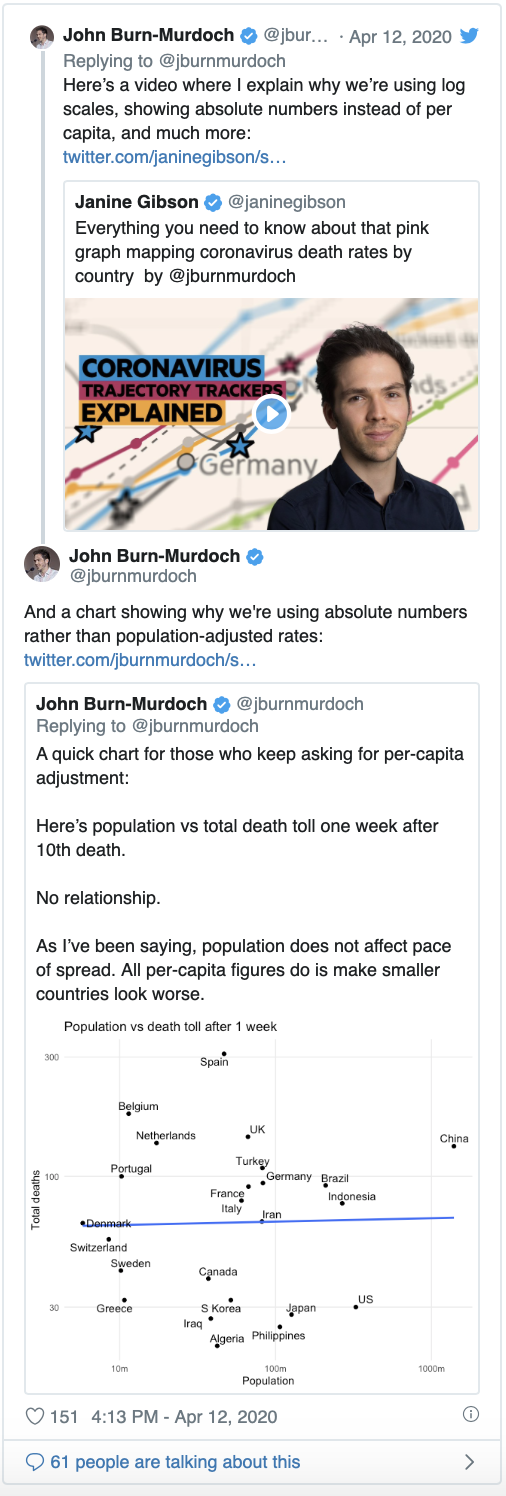 John Burn-Murdoch @jbur... · Apr 12, 2020
Replying to @jburnmurdoch
Here's a video where I explain why we're using log
scales, showing absolute numbers instead of per
capita, and much more:
twitter.com/janinegibson/s…
Janine Gibson @janinegibson
Everything you need to know about that pink
graph mapping coronavirus death rates by
country by @jburnmurdoch
CORONAVIRUS
TRAJECTORY TRACKERS
EXPLAINED
Germany
John Burn-Murdoch
@jburnmurdoch
And a chart showing why we're using absolute numbers
rather than population-adjusted rates:
twitter.com/jburnmurdoch/s…
John Burn-Murdoch @jburnmurdoch
Replying to @jburnmurdoch
A quick chart for those who keep asking for per-capita
adjustment:
Here's population vs total death toll one week after
10th death.
No relationship.
As I've been saying, population does not affect pace
of spread. All per-capita figures do is make smaller
countries look worse.
Population vs death toll after 1 week
300
Spain
Belgium
Netherlands
UK
China
Turkey
Portugal
100
Germany
Brazil
France
Indonesia
Italy
Iran
Total deaths
Denmark
Switzerland
Sweden
Canada
30
Greece
S Korea
Japan
US
Iraq
Algeria
Philippines
10m
100m
1000m
Population
151 4:13 PM - Apr 12, 2020
61 people are talking about this